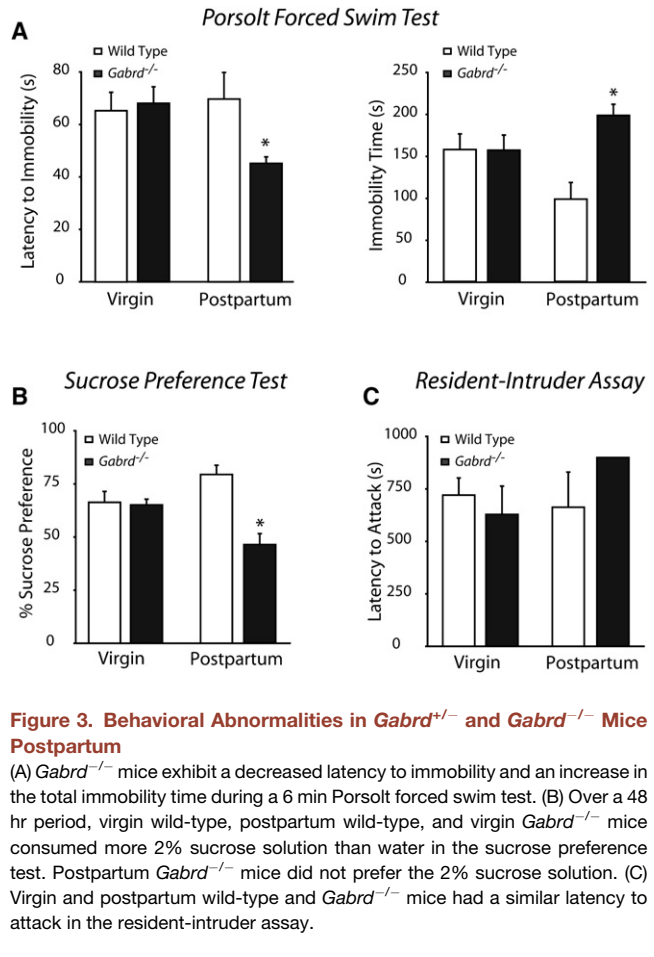 Porsolt Forced Swim Test
A
Wild Type
Gabrd-/-
Latency to Immobility (s)
80
60
40
20
0
*
Virgin
Postpartum
Wild Type
Gabrd-/-
Immobility Time (s)
250
200
150
100
50
0
*
Virgin
Postpartum
B
Sucrose Preference Test
Wild Type
Gabrd-/-
% Sucrose Preference
100
75
50
25
0
*
Virgin
Postpartum
C
Resident-Intruder Assay
Wild Type
Gabrd-/-
Latency to Attack (s)
1000
750
500
250
0
Virgin
Postpartum
Figure 3. Behavioral Abnormalities in Gabrd+/− and Gabrd−/− Mice
Postpartum
(A) Gabrd−/− mice exhibit a decreased latency to immobility and an increase in
the total immobility time during a 6 min Porsolt forced swim test. (B) Over a 48
hr period, virgin wild-type, postpartum wild-type, and virgin Gabrd−/− mice
consumed more 2% sucrose solution than water in the sucrose preference
test. Postpartum Gabrd−/− mice did not prefer the 2% sucrose solution. (C)
Virgin and postpartum wild-type and Gabrd−/− mice had a similar latency to
attack in the resident-intruder assay.